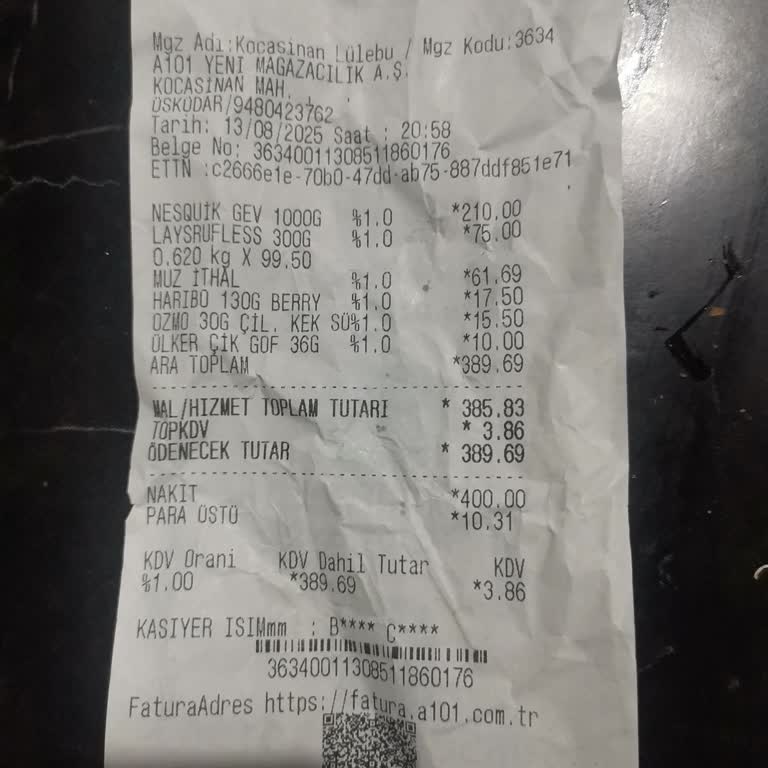 Mgz Adı:Kocasinan Lülebu / Mgz Kodu:3634
A101 YENİ MAĞAZACILIK A.Ş.
KOCASİNAN MAH.
ÜSKÜDAR/9480423762
Tarih: 13/08/2025 Saat : 20:58
Belge No: 36340011308511860176
ETTN :c2666e1e-70b0-47dd-ab75-887ddf851e71
NESQUİK GEV 1000G %1.0 *210,00
LAYSRUFLESS 300G %1.0 *75,00
0.620 kg X 99.50
MUZ İTHAL %1.0 *61,69
HARİBO 130G BERRY %1.0 *17,50
OZMO 30G ÇİL. KEK SÜ%1.0 *15,50
ÜLKER ÇİK GOF 36G %1.0 *10,00
ARA TOPLAM *389,69
MAL/HİZMET TOPLAM TUTARI * 385,83
TOPKDV * 3,86
ÖDENECEK TUTAR * 389,69
NAKİT *400,00
PARA ÜSTÜ *10,31
KDV Orani KDV Dahil Tutar KDV
%1.00 *389,69 *3,86
KASİYER ISIMmm : B**** C****
36340011308511860176
FaturaAdres https://fatura.a101.com.tr